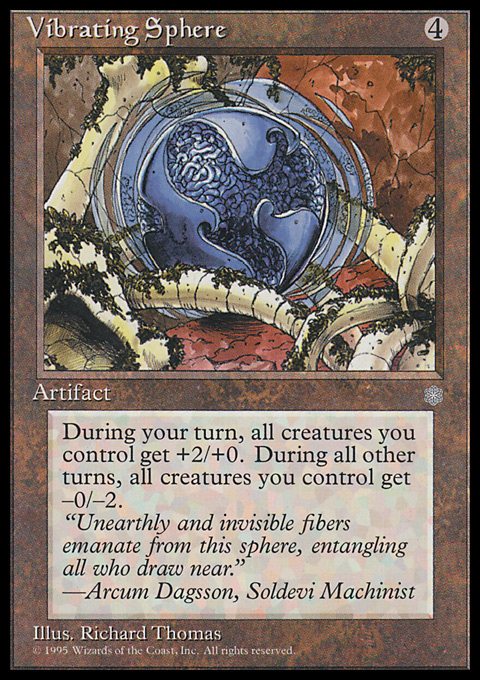 Vibrating Sphere 4
Artifact
During your turn, all creatures you
control get +2/+0. During all other
turns, all creatures you control get
–0/–2.
“Unearthly and invisible fibers
emanate from this sphere, entangling
all who draw near.”
—Arcum Dagsson, Soldevi Machinist
Illus. Richard Thomas
© 1995 Wizards of the Coast, Inc. All rights reserved.